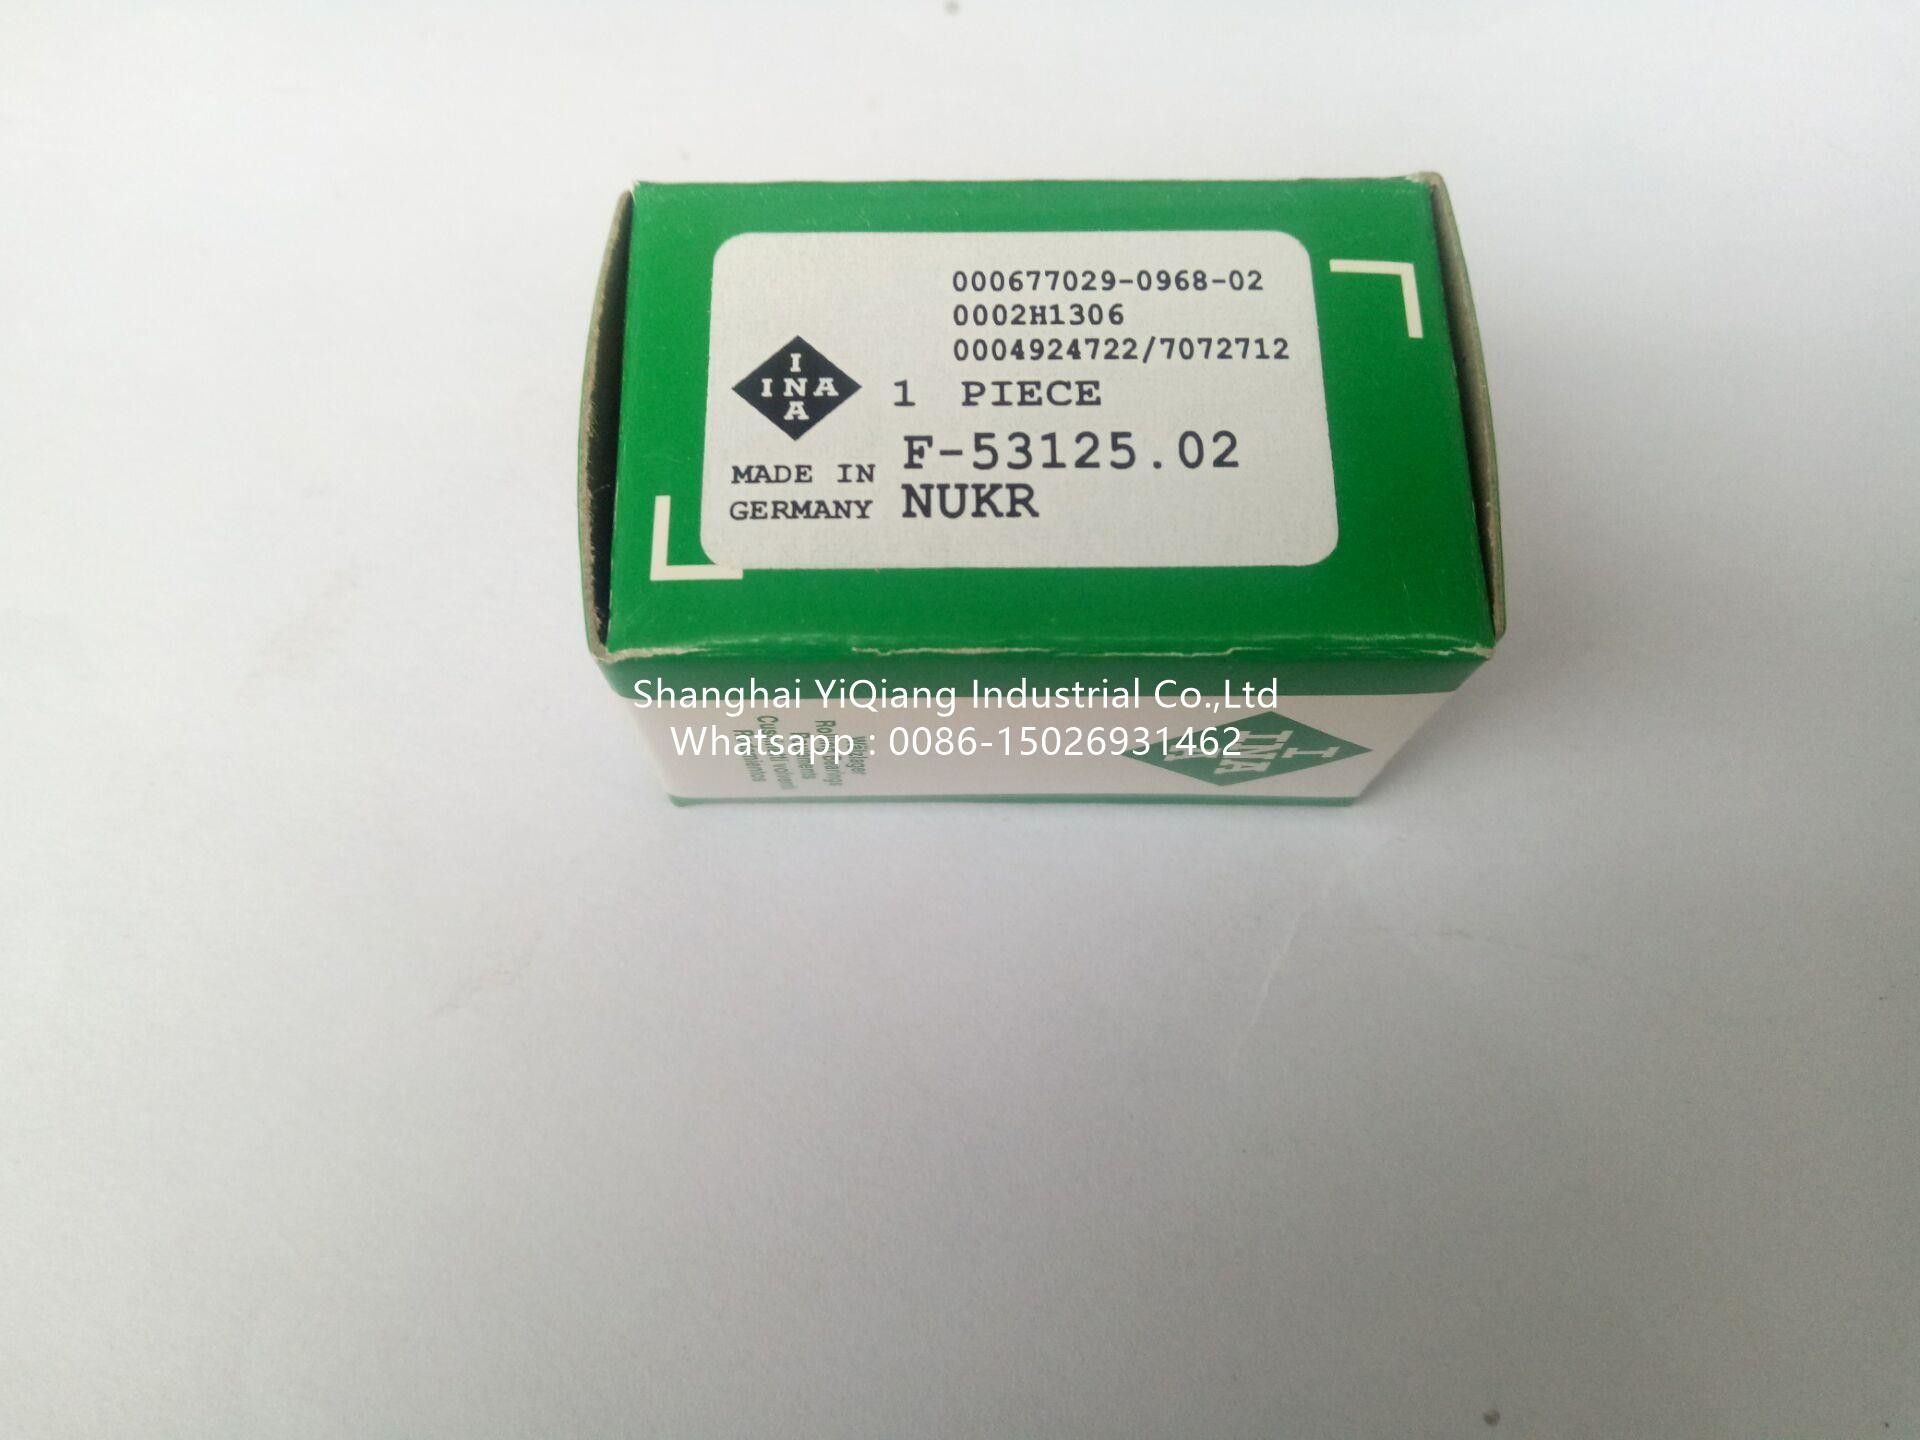 000677029-0968-02
0002H1306
0004924722/7072712
I
INA
A
1 PIECE
F-53125.02
MADE IN
GERMANY
NUKR
Shanghai YiQiang Industrial Co.,Ltd
Whatsapp : 0086-15026931462
I
INA